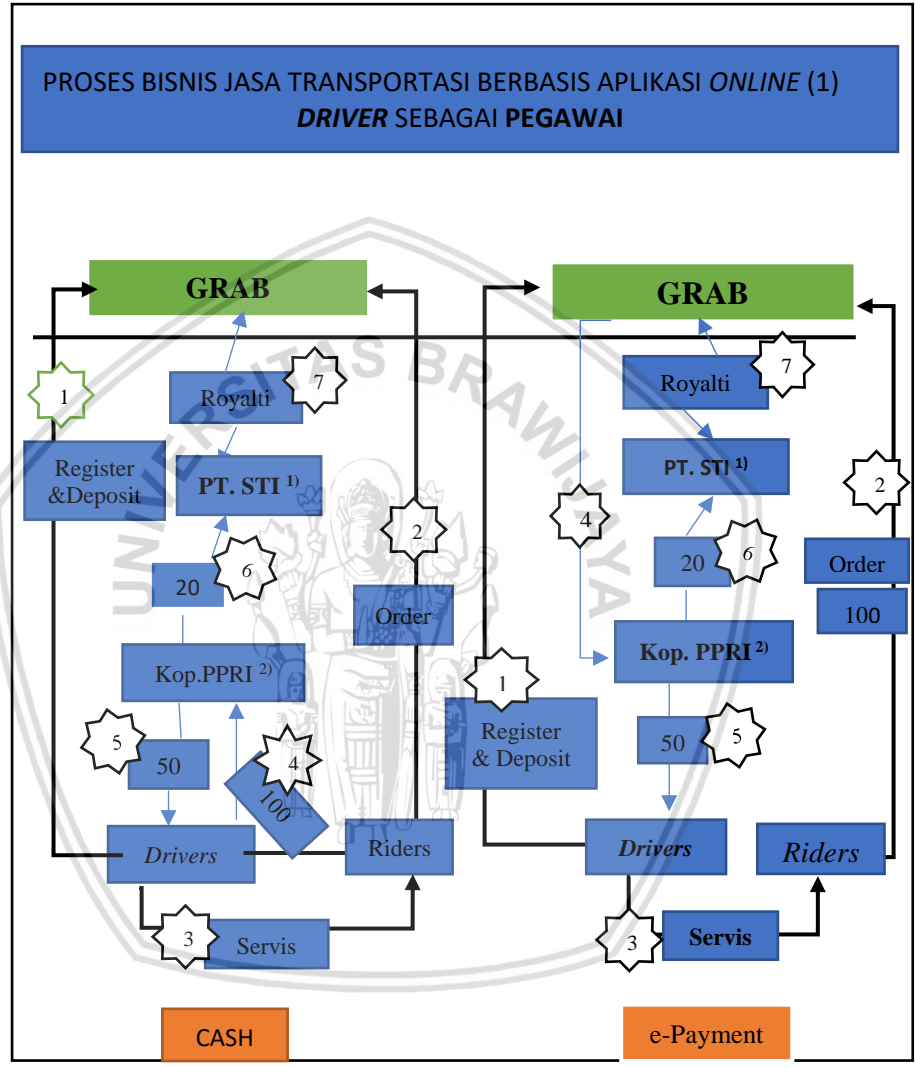 PROSES BISNIS JASA TRANSPORTASI BERBASIS APLIKASI ONLINE (1)
DRIVER SEBAGAI PEGAWAI
UNIVERSITAS BRAWIJAYA
GRAB
1
Register
&Deposit
Royalti
7
PT. STI 1)
2
6
20
Order
Kop.PPRI 2)
5
50
4
100
Drivers
Riders
3
Servis
CASH
GRAB
7
Royalti
PT. STI 1)
2
4
6
20
Order
100
Kop. PPRI 2)
1
Register
& Deposit
50
5
Drivers
Riders
3
Servis
e-Payment